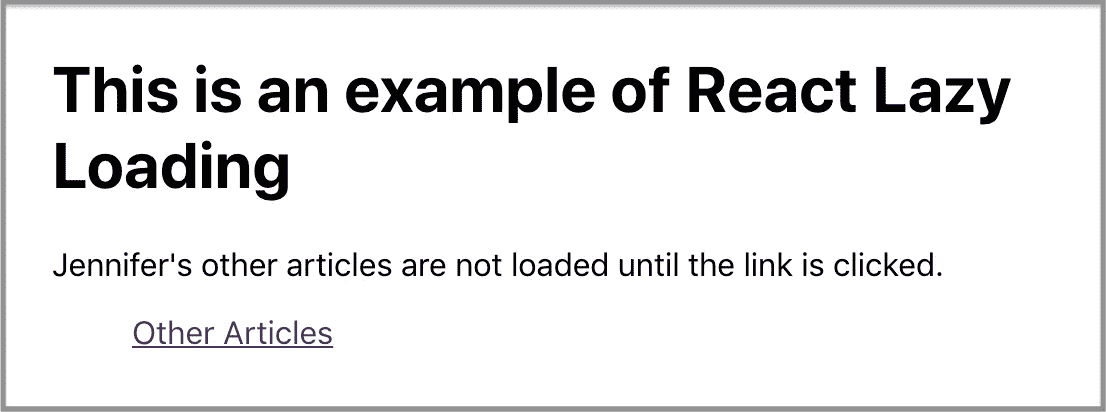 This is an example of React Lazy
Loading
Jennifer's other articles are not loaded until the link is clicked.
Other Articles